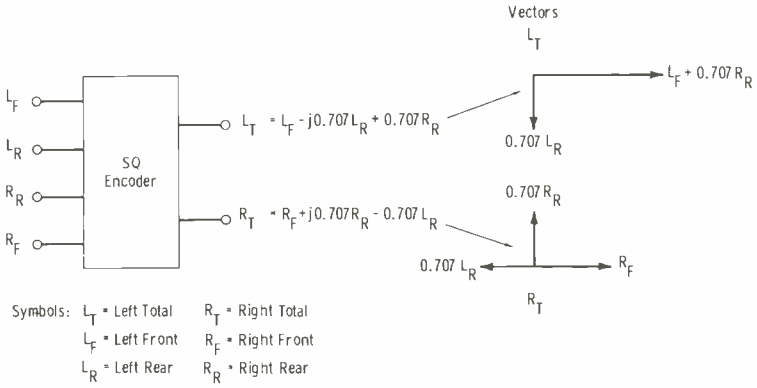 Vectors
L_T
L_F + 0.707 R_R
L_F
L_T = L_F - j0.707 L_R + 0.707 R_R
0.707 L_R
L_R
SQ
Encoder
0.707 R_R
R_R
R_T = R_F + j0.707 R_R - 0.707 L_R
R_F
0.707 L_R
R_F
R_T
Symbols: L_T = Left Total R_T = Right Total
L_F = Left Front R_F = Right Front
L_R = Left Rear R_R = Right Rear